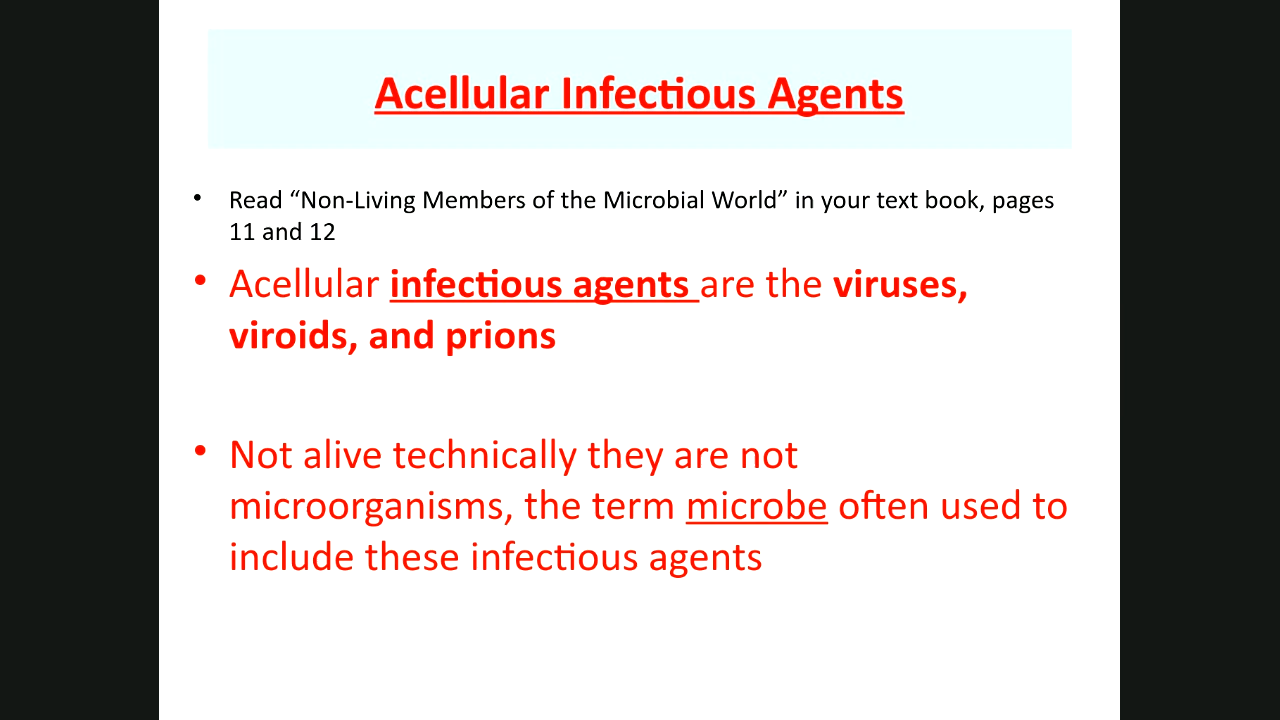 Acellular Infectious Agents
• Read “Non-Living Members of the Microbial World” in your text book, pages
11 and 12
• Acellular infectious agents are the viruses,
viroids, and prions
• Not alive technically they are not
microorganisms, the term microbe often used to
include these infectious agents